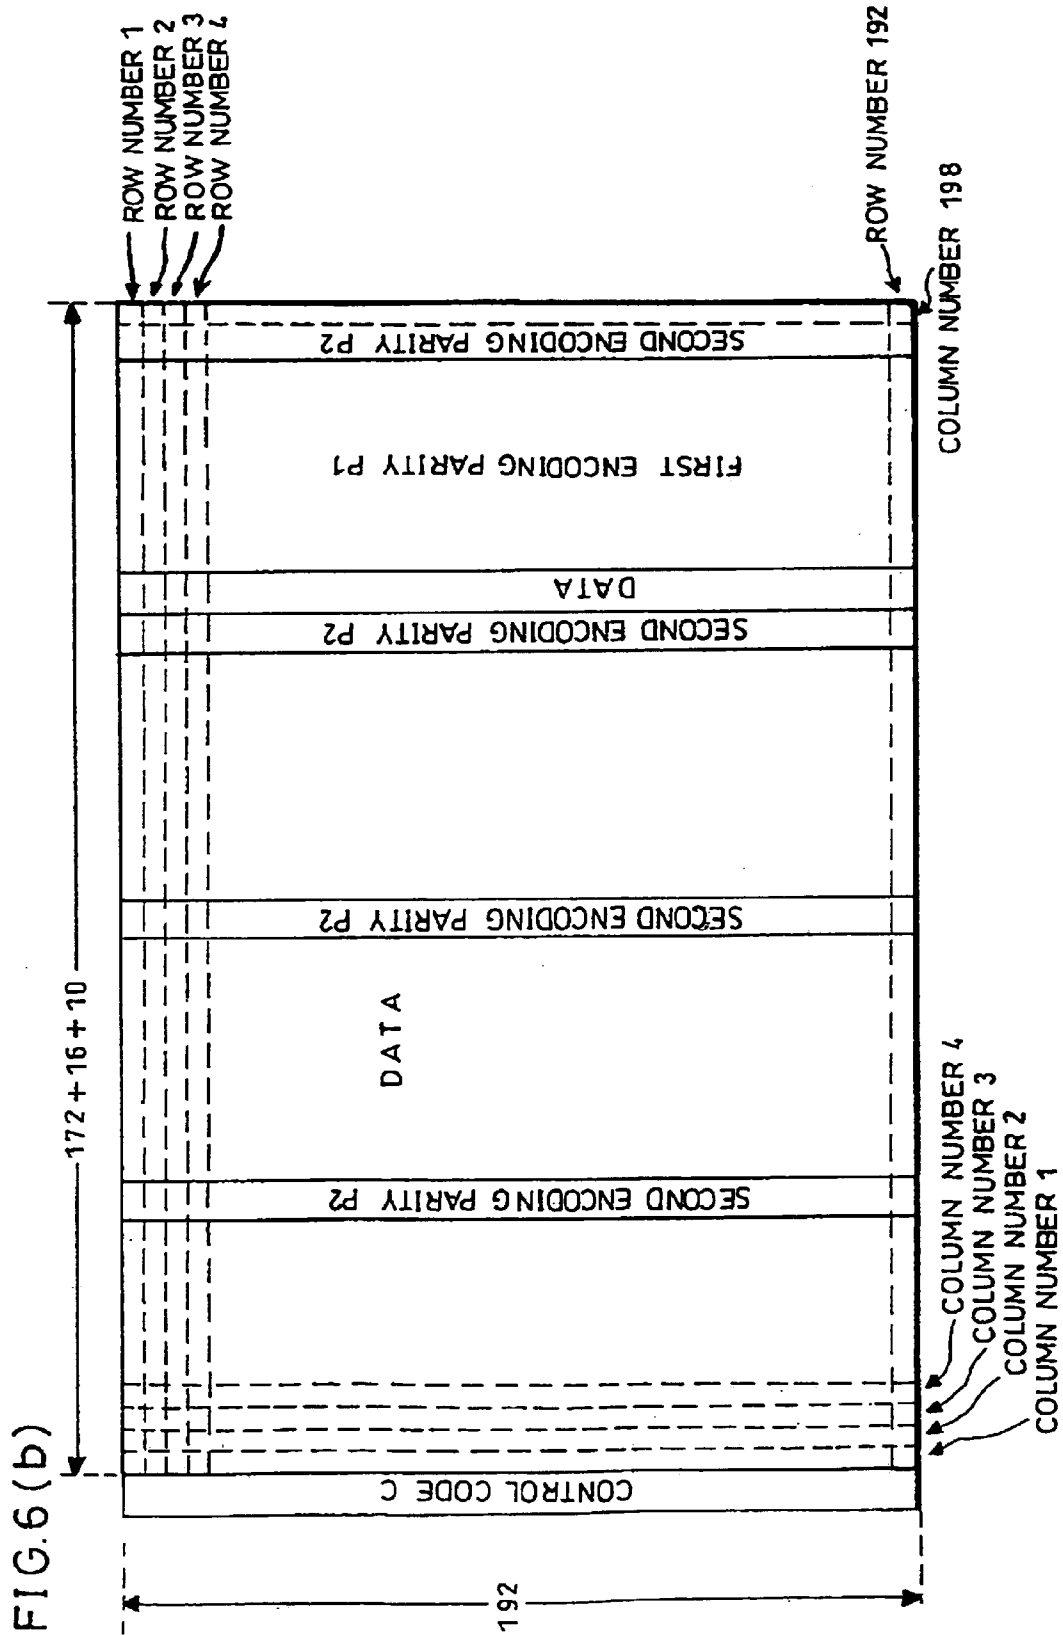 FIG.6(b)
172+16+10
192
ROW NUMBER 1
ROW NUMBER 2
ROW NUMBER 3
ROW NUMBER 4
CONTROL CODE C
SECOND ENCODING PARITY P2
DATA
SECOND ENCODING PARITY P2
SECOND ENCODING PARITY P2
DATA
FIRST ENCODING PARITY P1
SECOND ENCODING PARITY P2
ROW NUMBER 192
COLUMN NUMBER 198
COLUMN NUMBER 4
COLUMN NUMBER 3
COLUMN NUMBER 2
COLUMN NUMBER 1